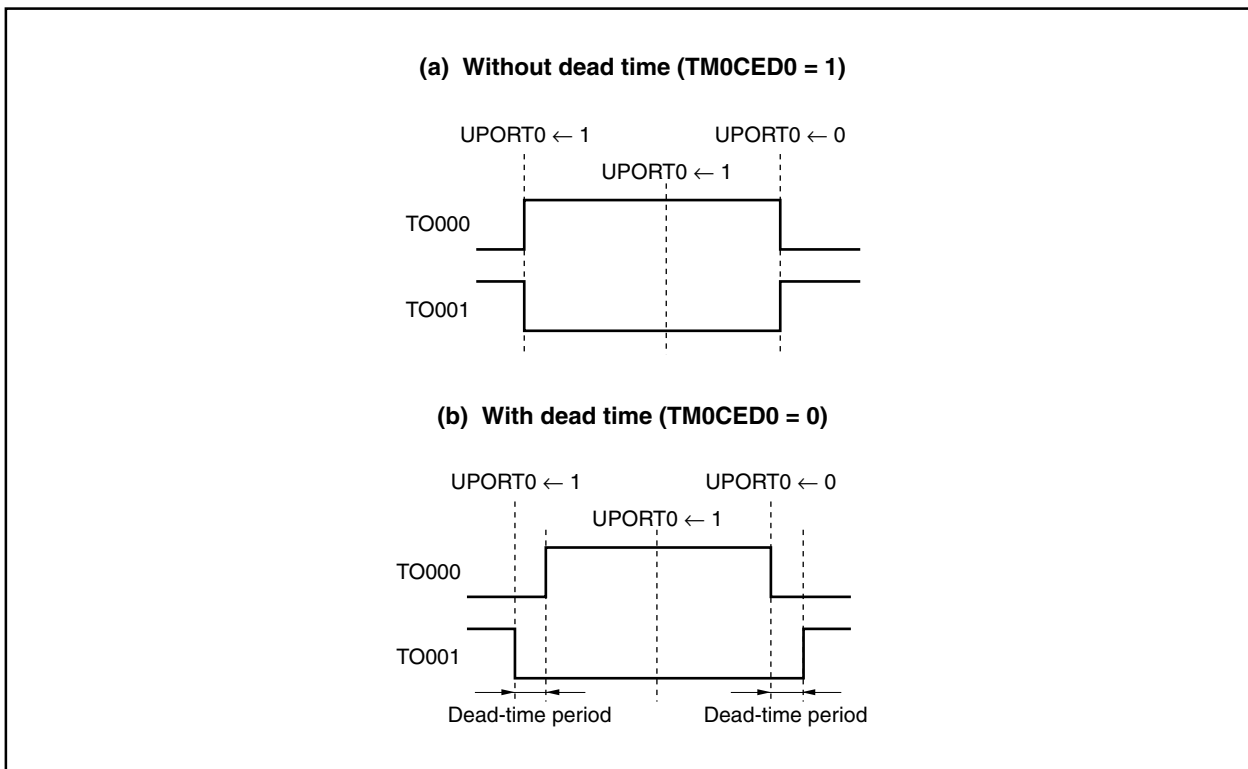 (a) Without dead time (TM0CED0 = 1)
UPORT0 ← 1
UPORT0 ← 0
UPORT0 ← 1
TO000
TO001
(b) With dead time (TM0CED0 = 0)
UPORT0 ← 1
UPORT0 ← 0
UPORT0 ← 1
TO000
TO001
Dead-time period
Dead-time period